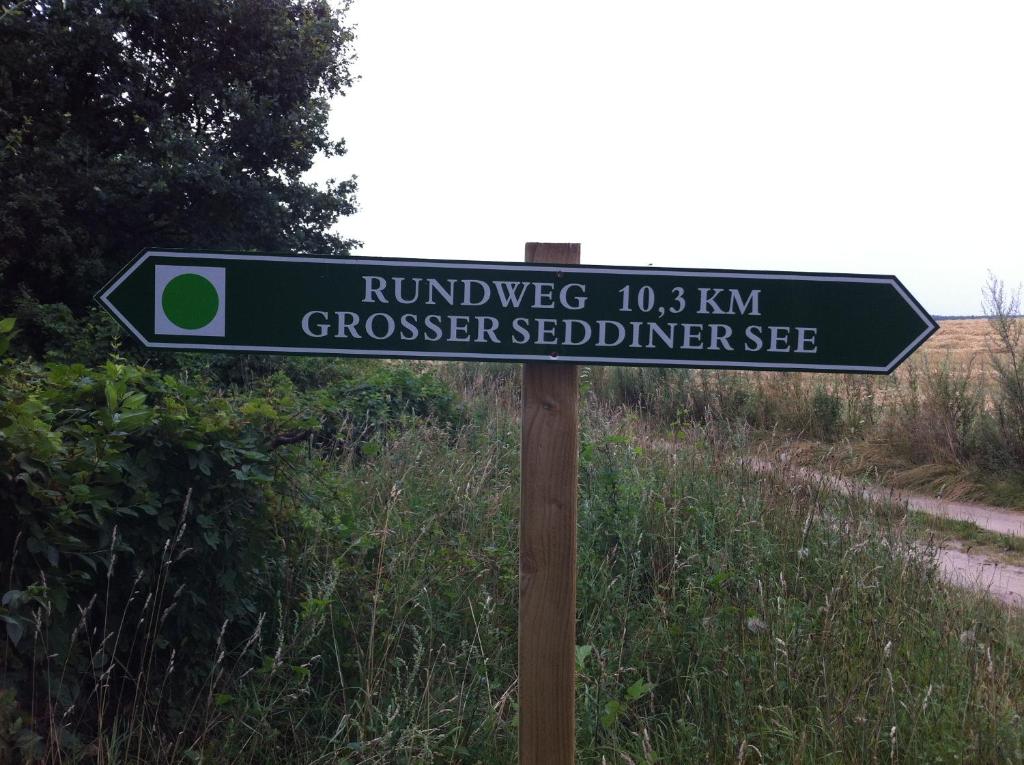 RUNDWEG 10,3 KM
GROSSER SEDDINER SEE